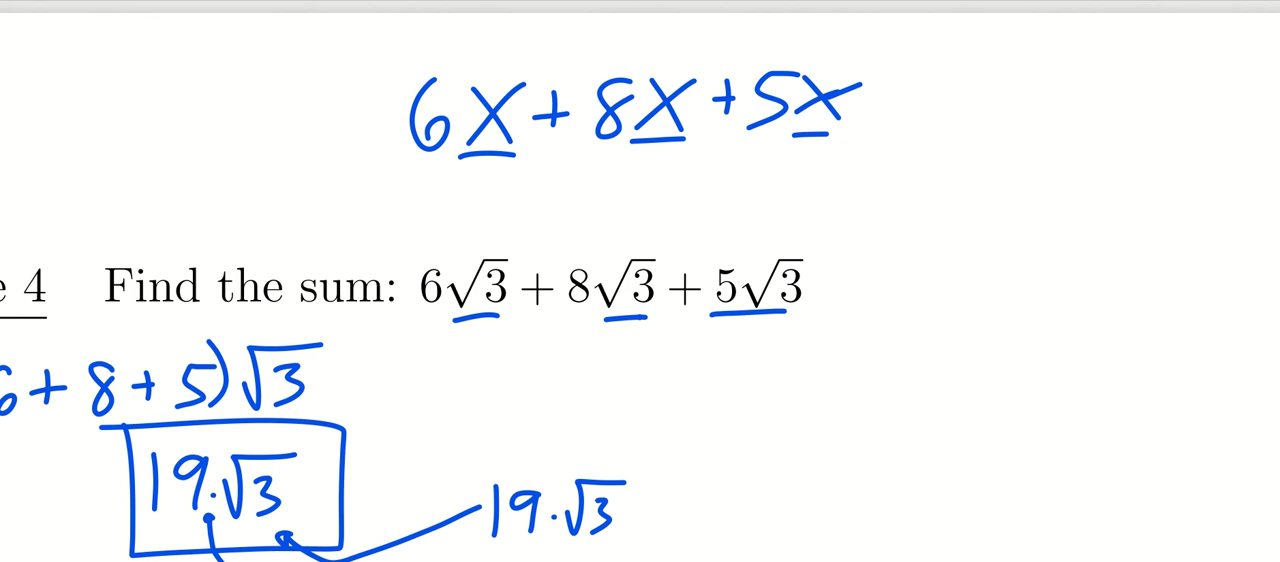 6x + 8x + 5x
e 4 Find the sum: 6√3 + 8√3 + 5√3
6 + 8 + 5)√3
19.√3
19.√3